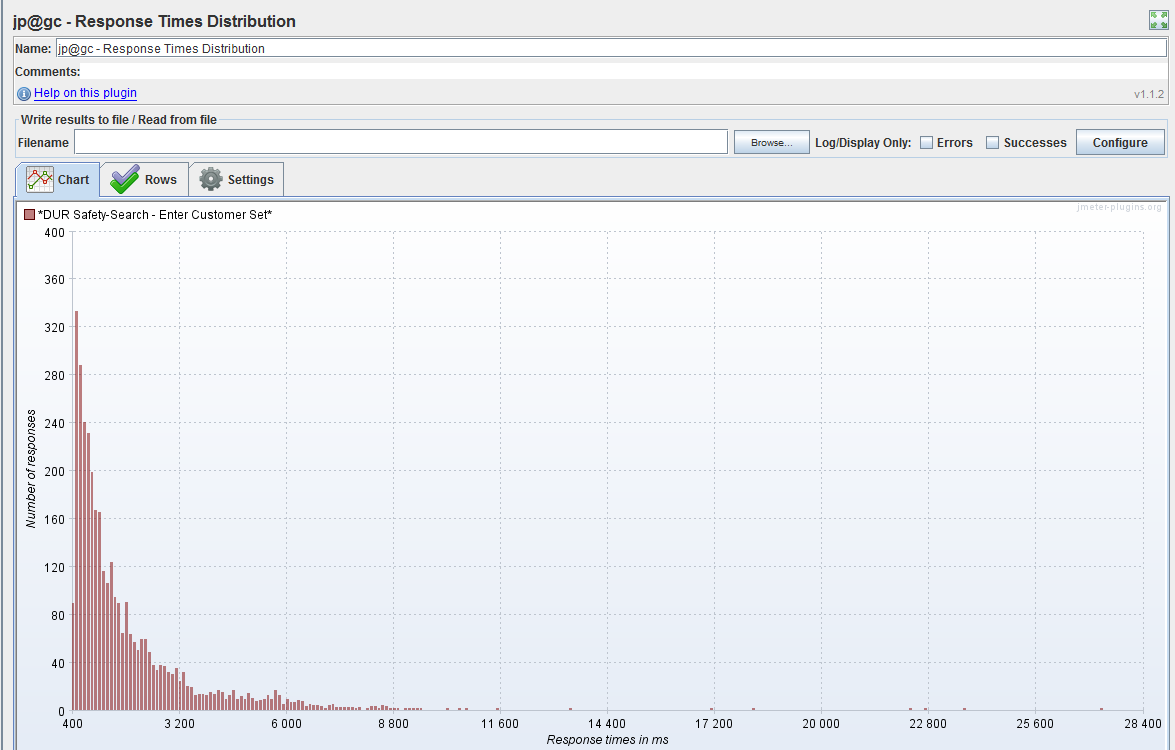 jp@gc - Response Times Distribution
Name: jp@gc - Response Times Distribution
Comments:
Help on this plugin
v1.1.2
Write results to file / Read from file
Filename Browse... Log/Display Only: Errors Successes Configure
Chart Rows Settings
*DUR Safety-Search - Enter Customer Set*
jmeter-plugins.org
400
360
320
280
240
200
160
120
80
40
0
Number of responses
400 3 200 6 000 8 800 11 600 14 400 17 200 20 000 22 800 25 600 28 400
Response times in ms